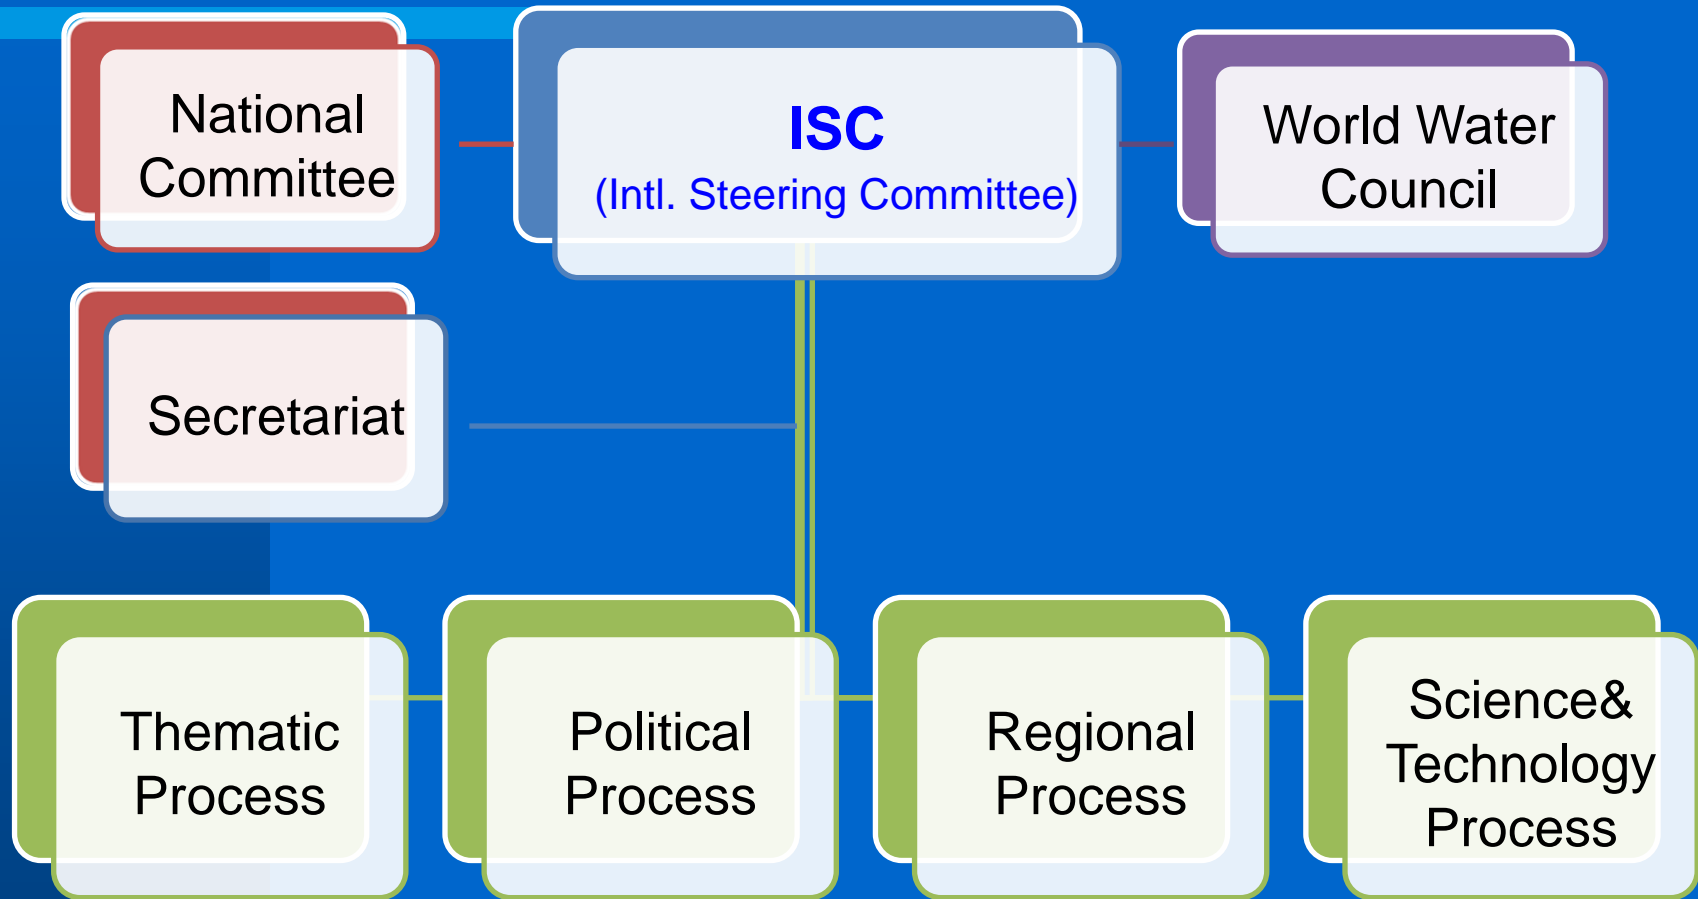 National
Committee
ISC
(Intl. Steering Committee)
World Water
Council
Secretariat
Thematic
Process
Political
Process
Regional
Process
Science&
Technology
Process